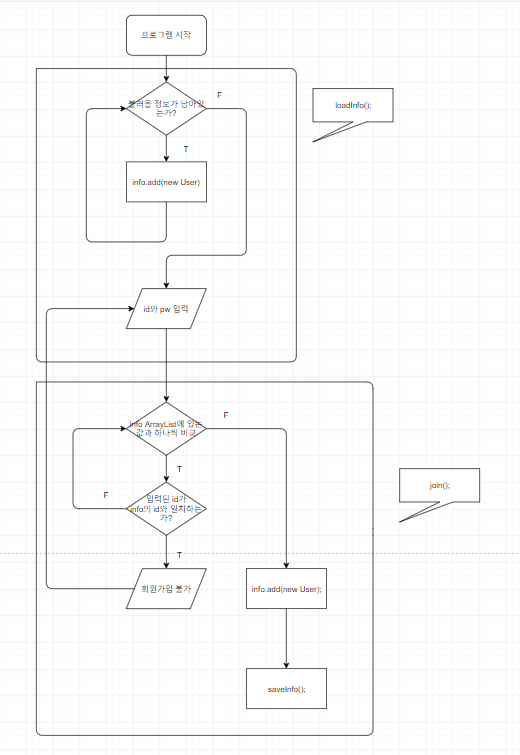 프로그램 시작
불러올 정보가 남아있
는가?
F
loadInfo();
T
info.add(new User)
id와 pw 입력
info ArrayList에 있는
값과 하나씩 비교
F
T
입력된 id가
info의 id와 일치하는
가?
F
join();
T
회원가입 불가
info.add(new User);
saveInfo();